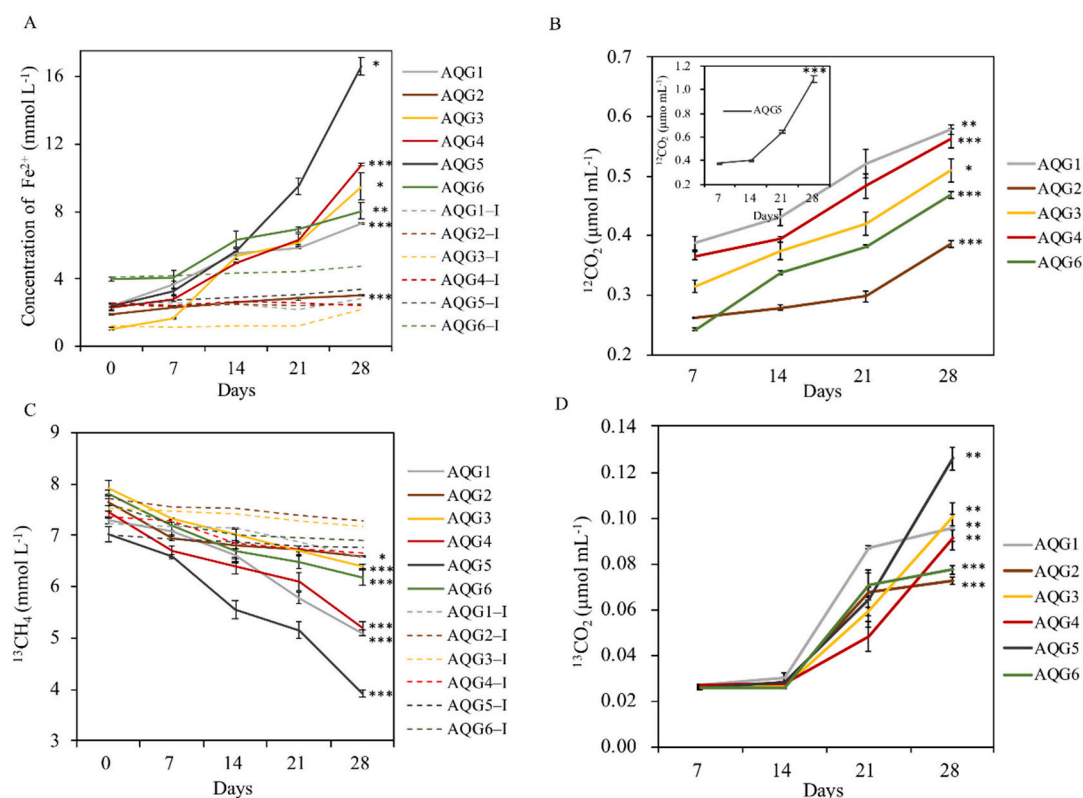 A
Concentration of Fe²⁺ (mmol L⁻¹)
16
12
8
4
0
0 7 14 21 28
Days
*
***
*
**
***
***
AQG1
AQG2
AQG3
AQG4
AQG5
AQG6
AQG1–I
AQG2–I
AQG3–I
AQG4–I
AQG5–I
AQG6–I
B
¹²CO₂ (µmol mL⁻¹)
0.7
0.6
0.5
0.4
0.3
0.2
7 14 21 28
Days
¹²CO₂ (µmol mL⁻¹)
1.2
1.0
0.8
0.6
0.4
0.2
7 14 21 28
Days
AQG5
***
**
***
*
***
***
AQG1
AQG2
AQG3
AQG4
AQG6
C
¹³CH₄ (mmol L⁻¹)
9
8
7
6
5
4
3
0 7 14 21 28
Days
*
***
***
***
***
***
AQG1
AQG2
AQG3
AQG4
AQG5
AQG6
AQG1–I
AQG2–I
AQG3–I
AQG4–I
AQG5–I
AQG6–I
D
¹³CO₂ (µmol mL⁻¹)
0.14
0.12
0.10
0.08
0.06
0.04
0.02
0.00
7 14 21 28
Days
**
**
**
**
***
***
AQG1
AQG2
AQG3
AQG4
AQG5
AQG6